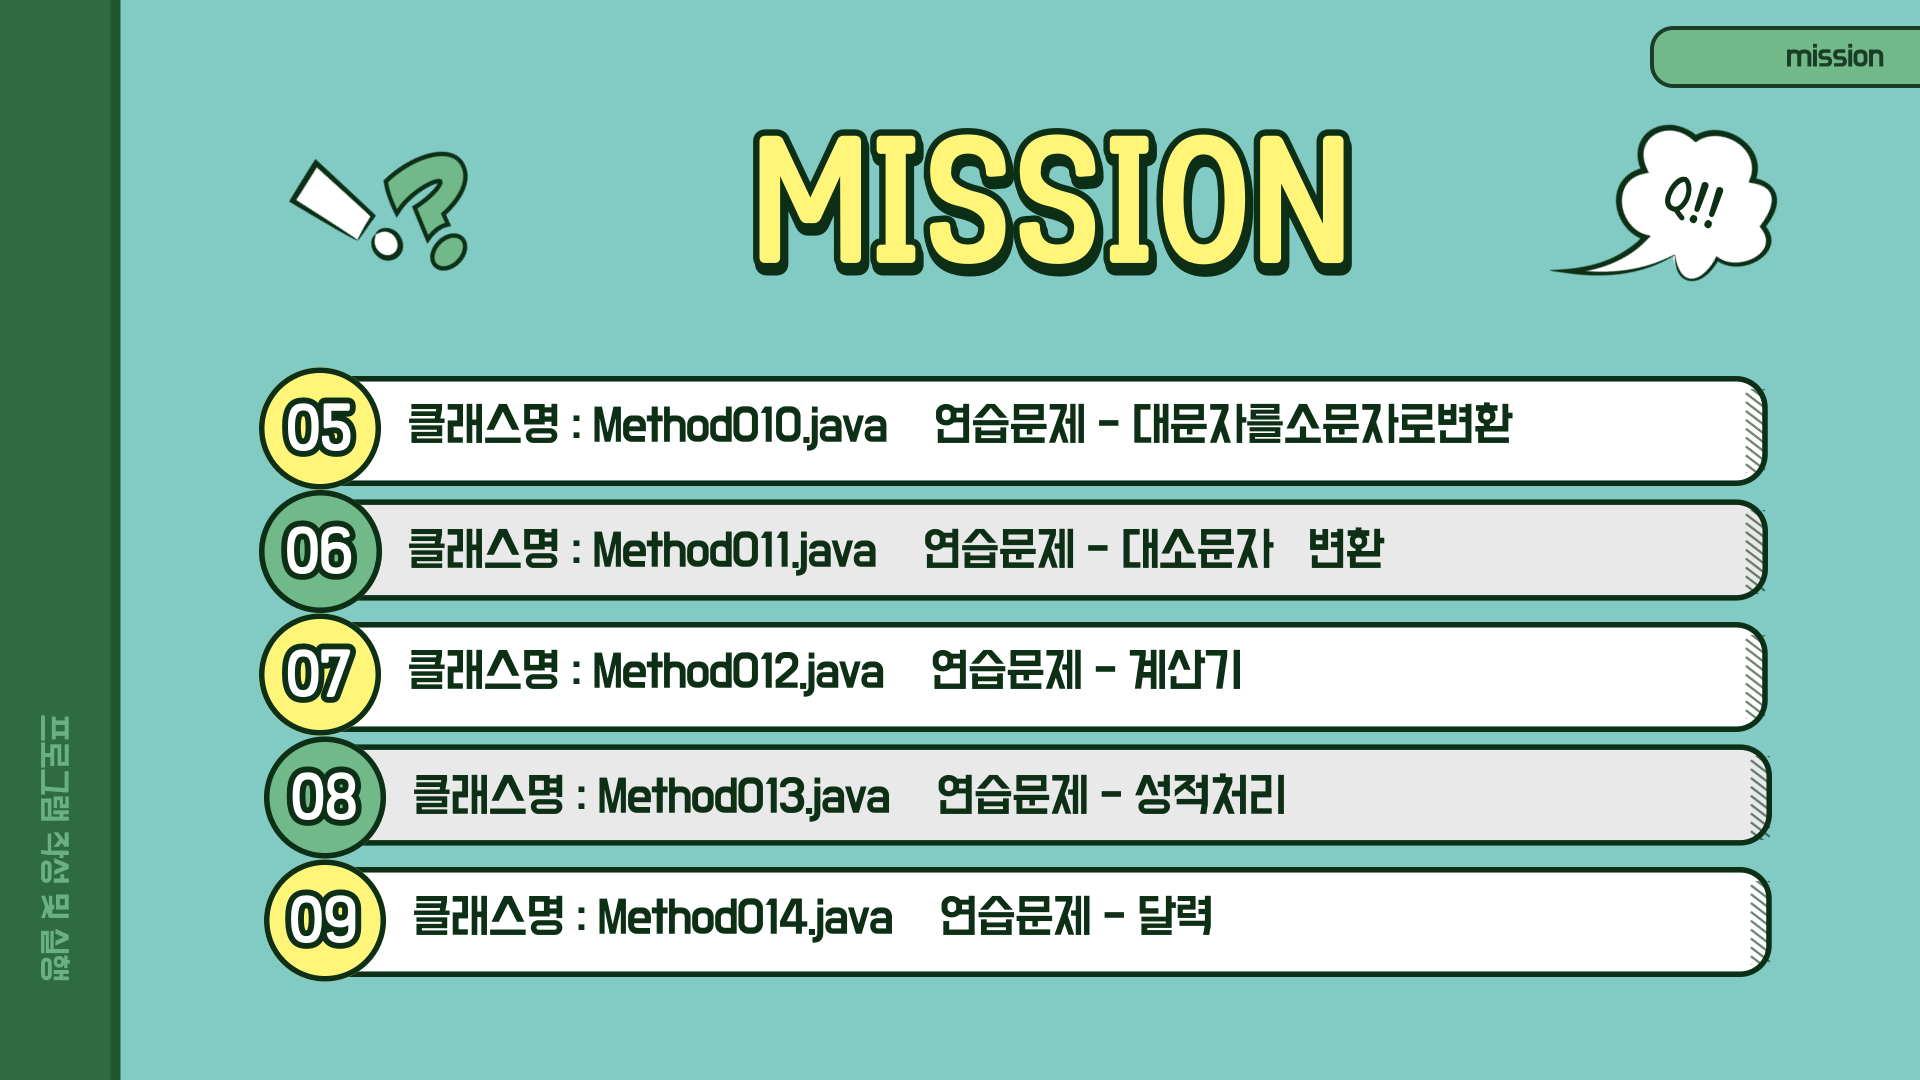 mission
!?
MISSION
Q!!
05 클래스명 : Method010.java 연습문제 - 대문자를소문자로변환
06 클래스명 : Method011.java 연습문제 - 대소문자 변환
07 클래스명 : Method012.java 연습문제 - 계산기
08 클래스명 : Method013.java 연습문제 - 성적처리
09 클래스명 : Method014.java 연습문제 - 달력
프로그램 작성 및 실행